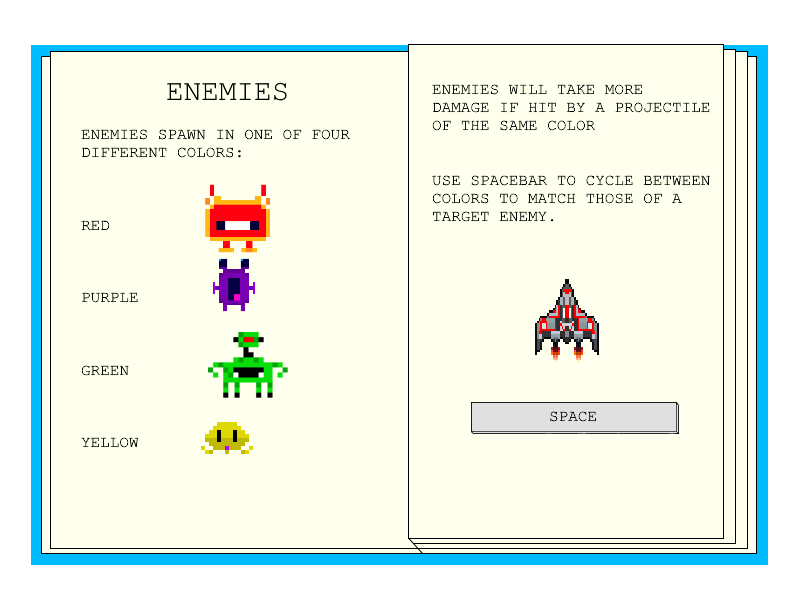 ENEMIES
ENEMIES SPAWN IN ONE OF FOUR
DIFFERENT COLORS:
RED
PURPLE
GREEN
YELLOW
ENEMIES WILL TAKE MORE
DAMAGE IF HIT BY A PROJECTILE
OF THE SAME COLOR
USE SPACEBAR TO CYCLE BETWEEN
COLORS TO MATCH THOSE OF A
TARGET ENEMY.
SPACE